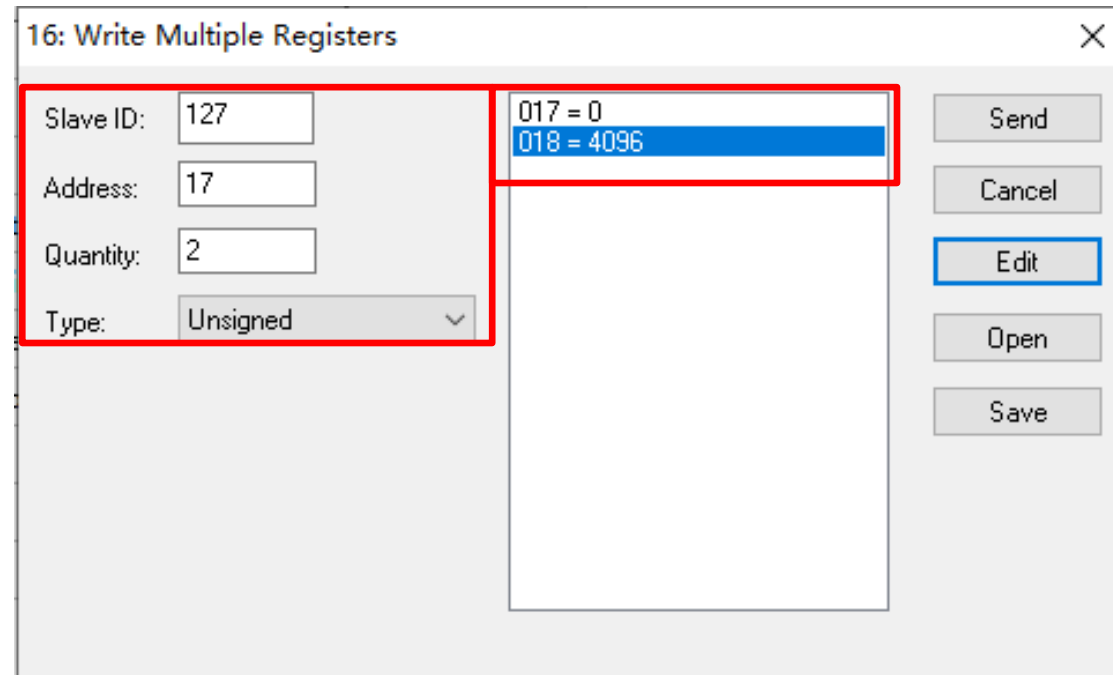 16: Write Multiple Registers
Slave ID: 127
Address: 17
Quantity: 2
Type: Unsigned
017 = 0
018 = 4096
Send
Cancel
Edit
Open
Save